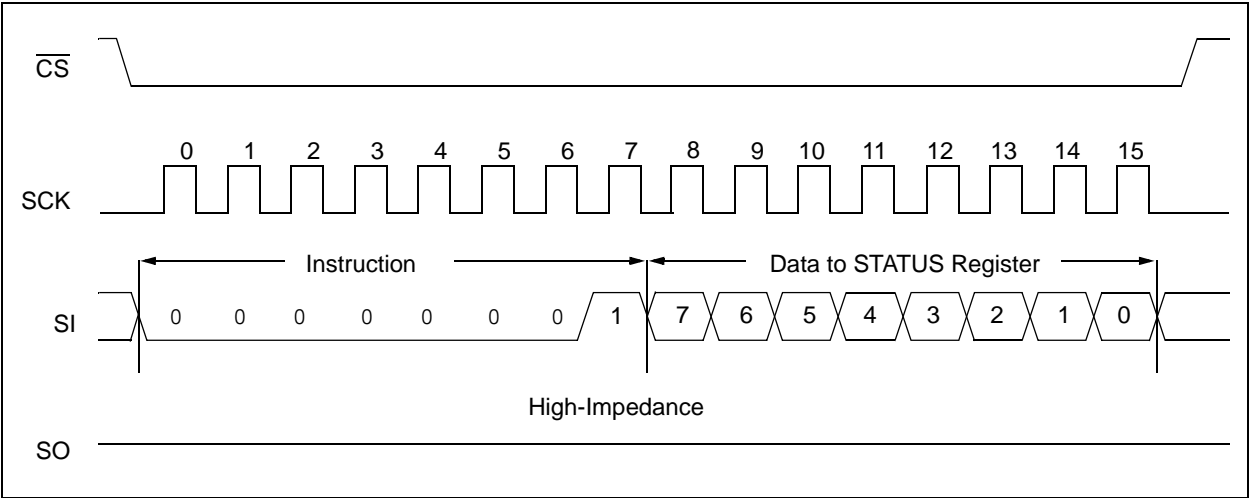 CS
0 1 2 3 4 5 6 7 8 9 10 11 12 13 14 15
SCK
Instruction Data to STATUS Register
SI 0 0 0 0 0 0 0 1 7 6 5 4 3 2 1 0
High-Impedance
SO